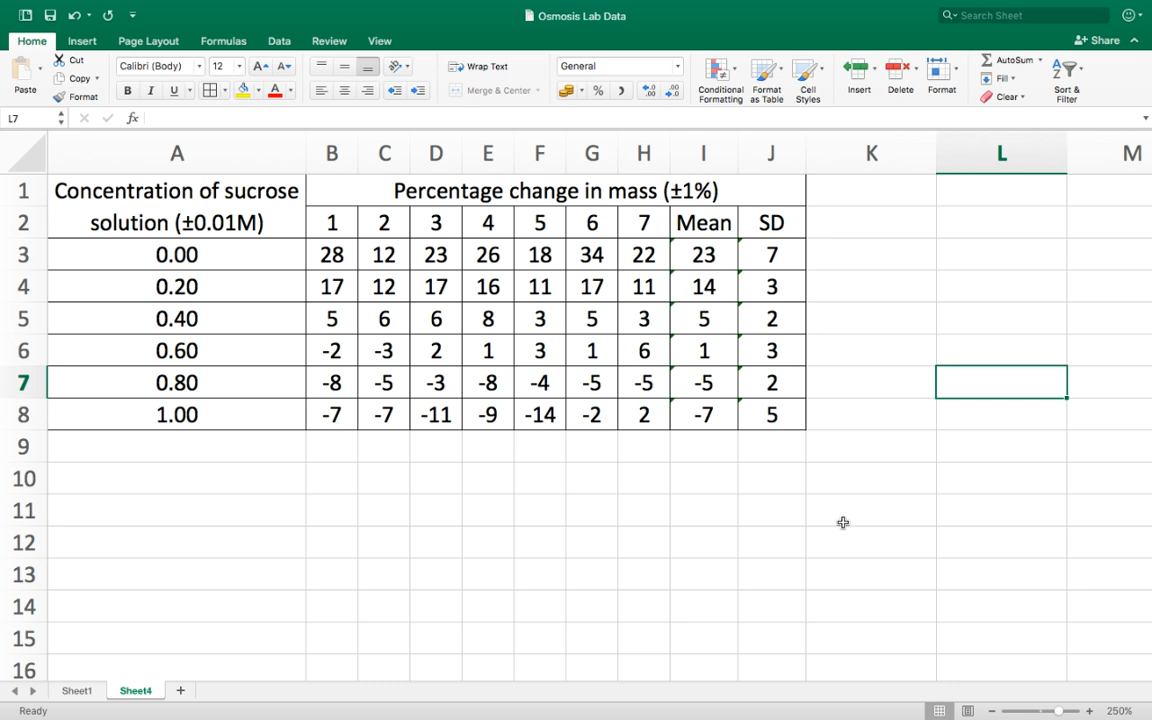 Osmosis Lab Data
Search Sheet
Home Insert Page Layout Formulas Data Review View
Share
Paste
Cut
Copy
Format
Calibri (Body) 12 A A
B I U A
Wrap Text
Merge & Center
General
%
Conditional Formatting
Format as Table
Cell Styles
Insert
Delete
Format
AutoSum
Fill
Clear
Sort & Filter
L7 fx
A B C D E F G H I J K L M
1 Concentration of sucrose Percentage change in mass (±1%)
2 solution (±0.01M) 1 2 3 4 5 6 7 Mean SD
3 0.00 28 12 23 26 18 34 22 23 7
4 0.20 17 12 17 16 11 17 11 14 3
5 0.40 5 6 6 8 3 5 3 5 2
6 0.60 -2 -3 2 1 3 1 6 1 3
7 0.80 -8 -5 -3 -8 -4 -5 -5 -5 2
8 1.00 -7 -7 -11 -9 -14 -2 2 -7 5
9
10
11
12
13
14
15
16
Sheet1 Sheet4 +
Ready 250%